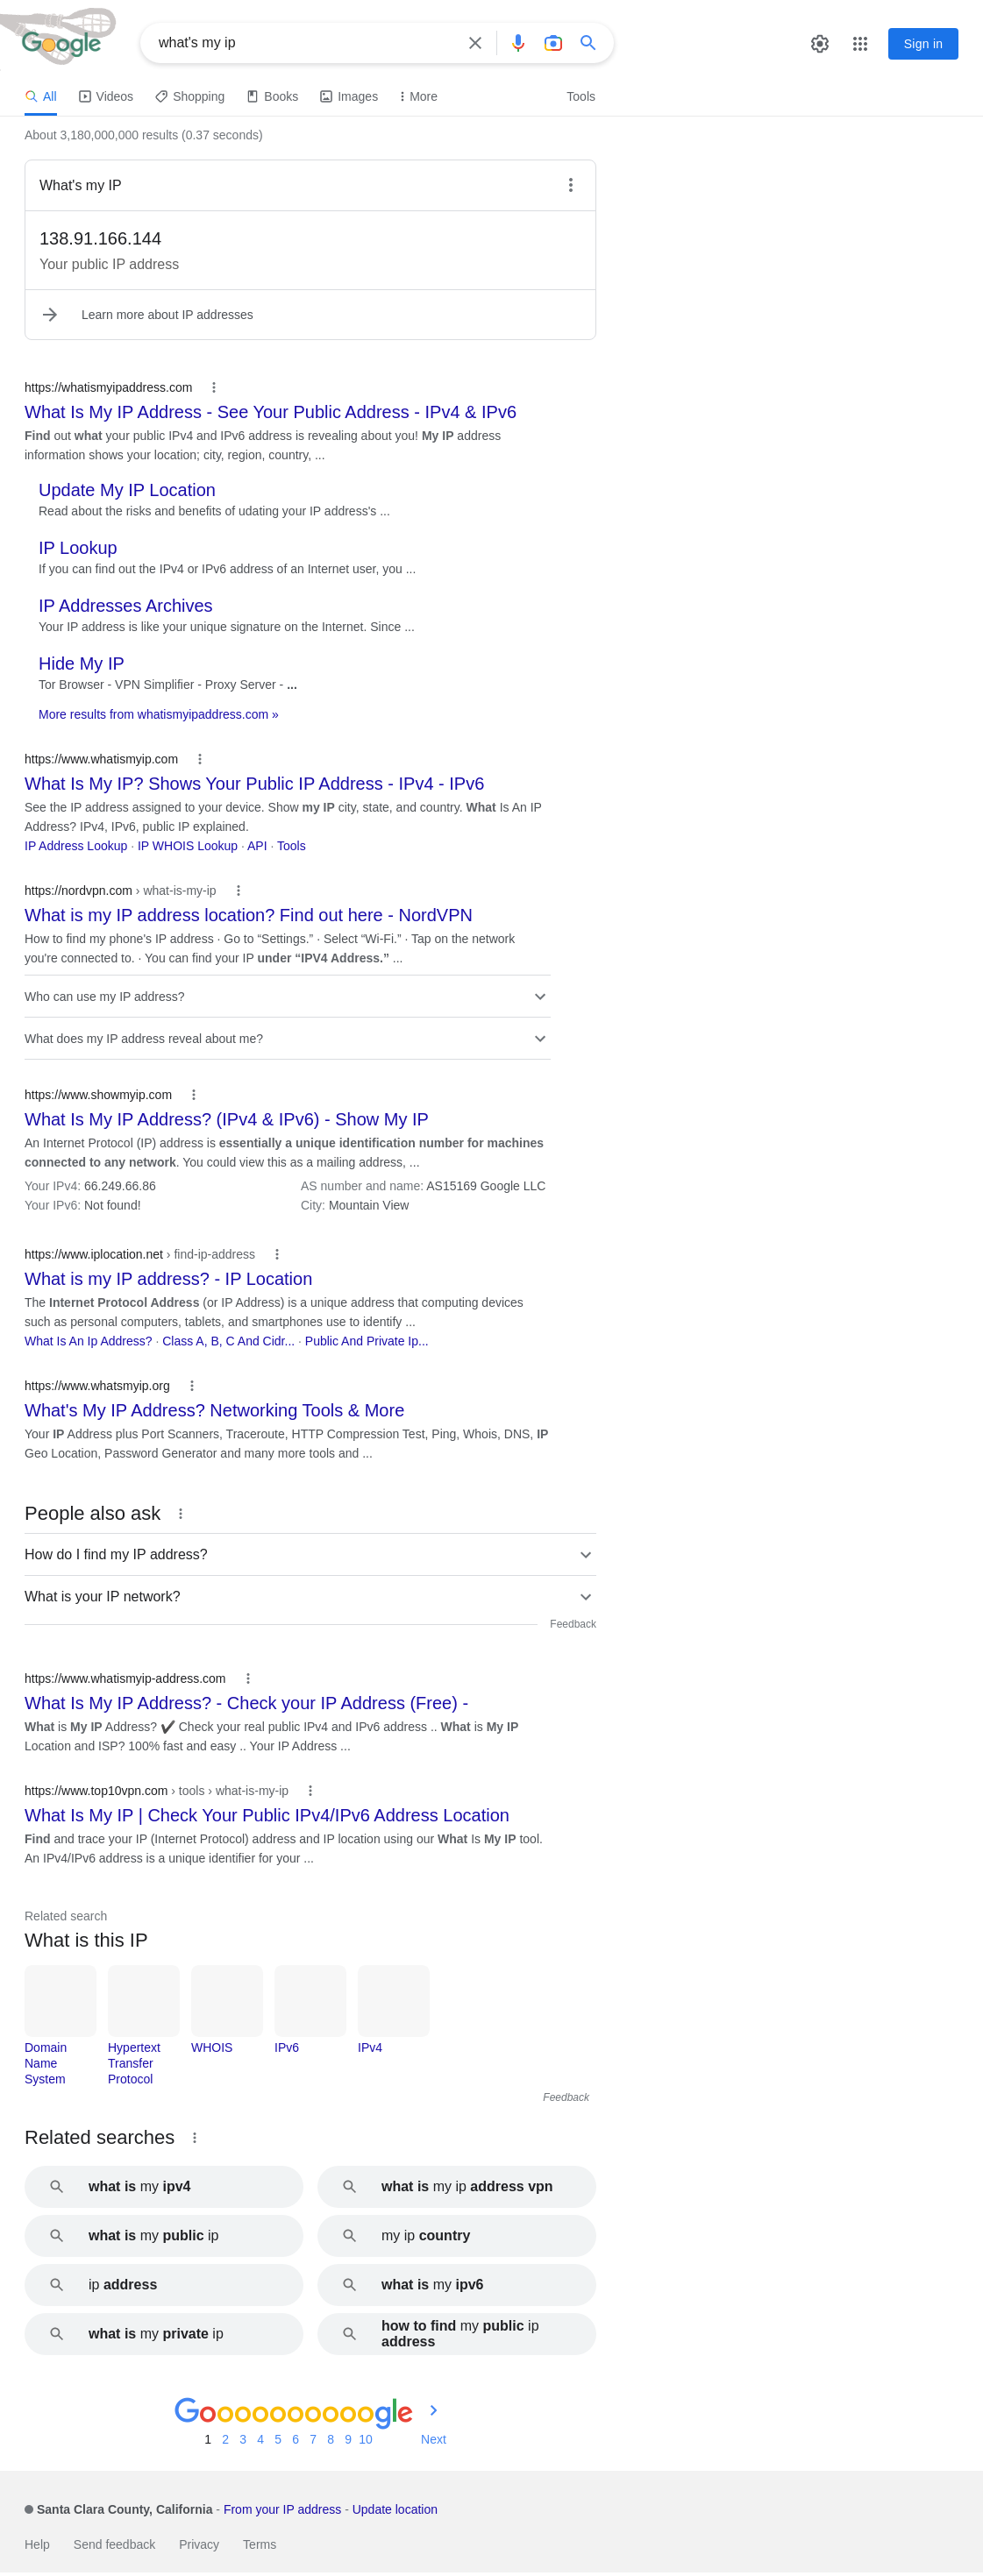 Google
what's my ip
Sign in
All
Videos
Shopping
Books
Images
More
Tools
About 3,180,000,000 results (0.37 seconds)
What's my IP
138.91.166.144
Your public IP address
Learn more about IP addresses
https://whatismyipaddress.com
What Is My IP Address - See Your Public Address - IPv4 & IPv6
Find out what your public IPv4 and IPv6 address is revealing about you! My IP address
information shows your location; city, region, country, ...
Update My IP Location
Read about the risks and benefits of udating your IP address's ...
IP Lookup
If you can find out the IPv4 or IPv6 address of an Internet user, you ...
IP Addresses Archives
Your IP address is like your unique signature on the Internet. Since ...
Hide My IP
Tor Browser - VPN Simplifier - Proxy Server - ...
More results from whatismyipaddress.com »
https://www.whatismyip.com
What Is My IP? Shows Your Public IP Address - IPv4 - IPv6
See the IP address assigned to your device. Show my IP city, state, and country. What Is An IP
Address? IPv4, IPv6, public IP explained.
IP Address Lookup · IP WHOIS Lookup · API · Tools
https://nordvpn.com › what-is-my-ip
What is my IP address location? Find out here - NordVPN
How to find my phone's IP address · Go to “Settings.” · Select “Wi-Fi.” · Tap on the network
you're connected to. · You can find your IP under “IPV4 Address.” ...
Who can use my IP address?
What does my IP address reveal about me?
https://www.showmyip.com
What Is My IP Address? (IPv4 & IPv6) - Show My IP
An Internet Protocol (IP) address is essentially a unique identification number for machines
connected to any network. You could view this as a mailing address, ...
Your IPv4: 66.249.66.86
AS number and name: AS15169 Google LLC
Your IPv6: Not found!
City: Mountain View
https://www.iplocation.net › find-ip-address
What is my IP address? - IP Location
The Internet Protocol Address (or IP Address) is a unique address that computing devices
such as personal computers, tablets, and smartphones use to identify ...
What Is An Ip Address? · Class A, B, C And Cidr... · Public And Private Ip...
https://www.whatsmyip.org
What's My IP Address? Networking Tools & More
Your IP Address plus Port Scanners, Traceroute, HTTP Compression Test, Ping, Whois, DNS, IP
Geo Location, Password Generator and many more tools and ...
People also ask
How do I find my IP address?
What is your IP network?
Feedback
https://www.whatismyip-address.com
What Is My IP Address? - Check your IP Address (Free) -
What is My IP Address? ✔ Check your real public IPv4 and IPv6 address .. What is My IP
Location and ISP? 100% fast and easy .. Your IP Address ...
https://www.top10vpn.com › tools › what-is-my-ip
What Is My IP | Check Your Public IPv4/IPv6 Address Location
Find and trace your IP (Internet Protocol) address and IP location using our What Is My IP tool.
An IPv4/IPv6 address is a unique identifier for your ...
Related search
What is this IP
Domain
Name
System
Hypertext
Transfer
Protocol
WHOIS
IPv6
IPv4
Feedback
Related searches
what is my ipv4
what is my ip address vpn
what is my public ip
my ip country
ip address
what is my ipv6
what is my private ip
how to find my public ip
address
Goooooooooogle
1 2 3 4 5 6 7 8 9 10 Next
Santa Clara County, California - From your IP address - Update location
Help
Send feedback
Privacy
Terms